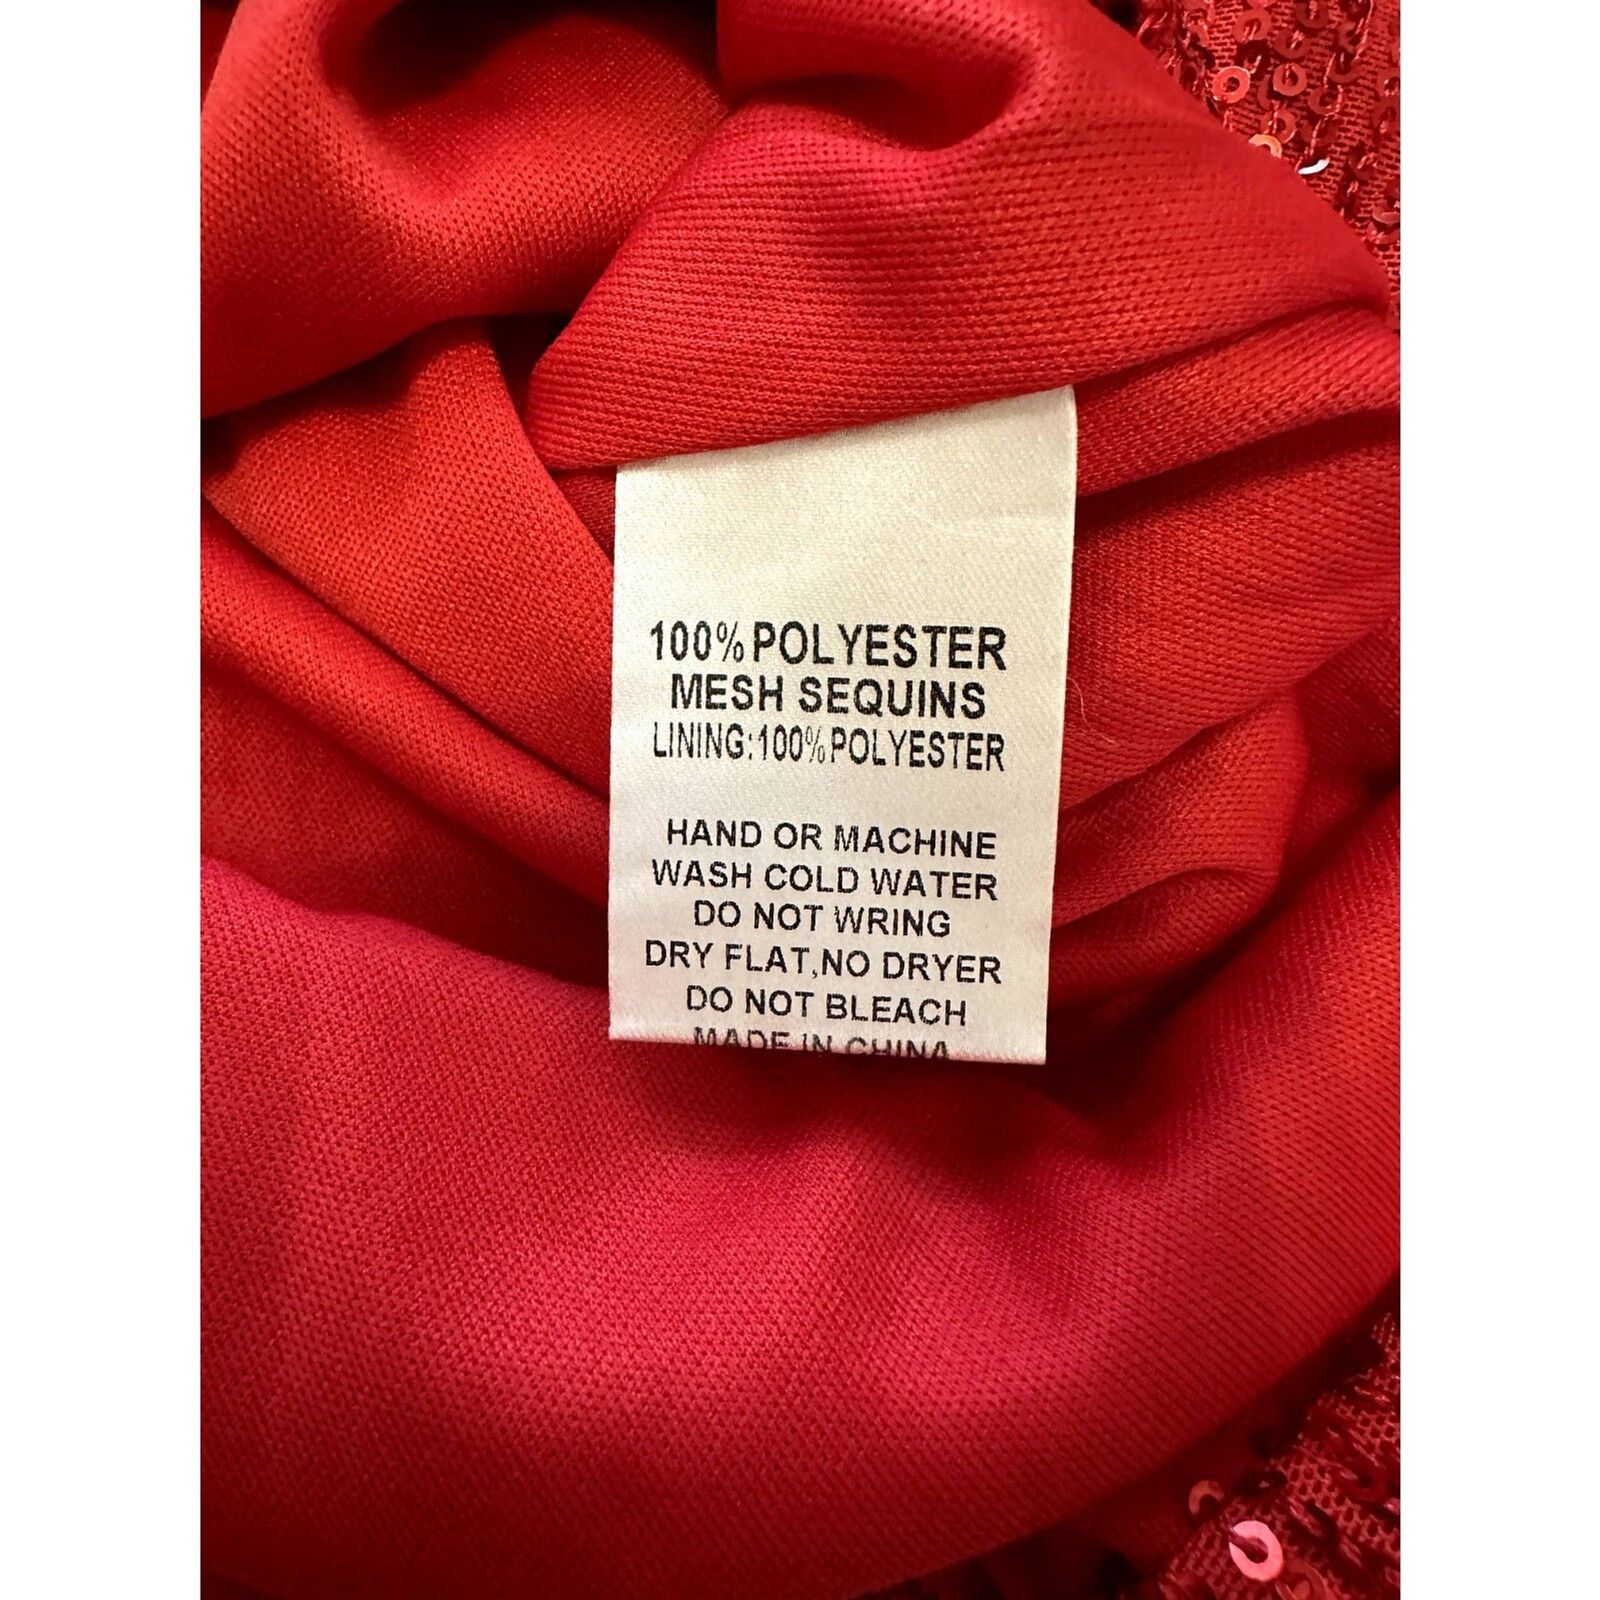 100% POLYESTER
MESH SEQUINS
LINING:100%POLYESTER
HAND OR MACHINE
WASH COLD WATER
DO NOT WRING
DRY FLAT,NO DRYER
DO NOT BLEACH
MADE IN CHINA